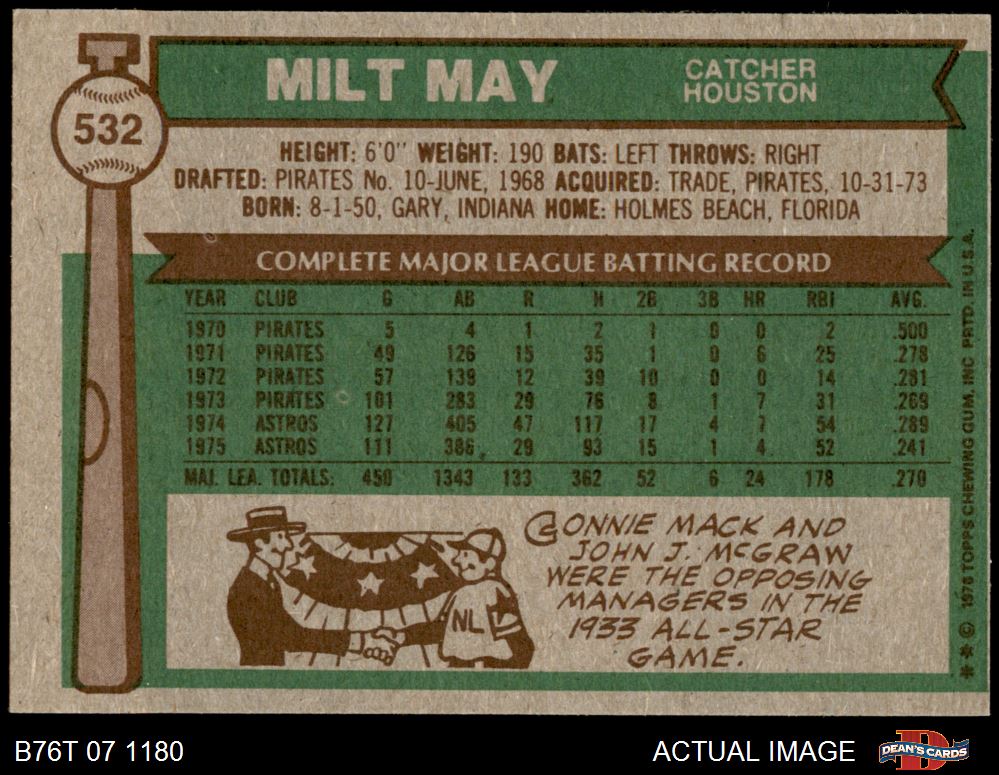 MILT MAY
CATCHER
HOUSTON
532
HEIGHT: 6'0" WEIGHT: 190 BATS: LEFT THROWS: RIGHT
DRAFTED: PIRATES No. 10-JUNE, 1968 ACQUIRED: TRADE, PIRATES, 10-31-73
BORN: 8-1-50, GARY, INDIANA HOME: HOLMES BEACH, FLORIDA
COMPLETE MAJOR LEAGUE BATTING RECORD
YEAR CLUB G AB R H 2B 3B HR RBI AVG.
1970 PIRATES 5 4 1 2 1 0 0 2 .500
1971 PIRATES 49 126 15 35 1 0 6 25 .278
1972 PIRATES 57 139 12 39 10 0 0 14 .281
1973 PIRATES 101 283 29 76 8 1 7 31 .269
1974 ASTROS 127 405 47 117 17 4 7 54 .289
1975 ASTROS 111 386 29 93 15 1 4 52 .241
MAJ. LEA. TOTALS: 450 1343 133 362 52 6 24 178 .270
CONNIE MACK AND
JOHN J. McGRAW
WERE THE OPPOSING
MANAGERS IN THE
1933 ALL-STAR
GAME.
NL
** © 1976 TOPPS CHEWING GUM, INC PRTD. IN U.S.A.
B76T 07 1180
ACTUAL IMAGE
D
DEAN'S CARDS